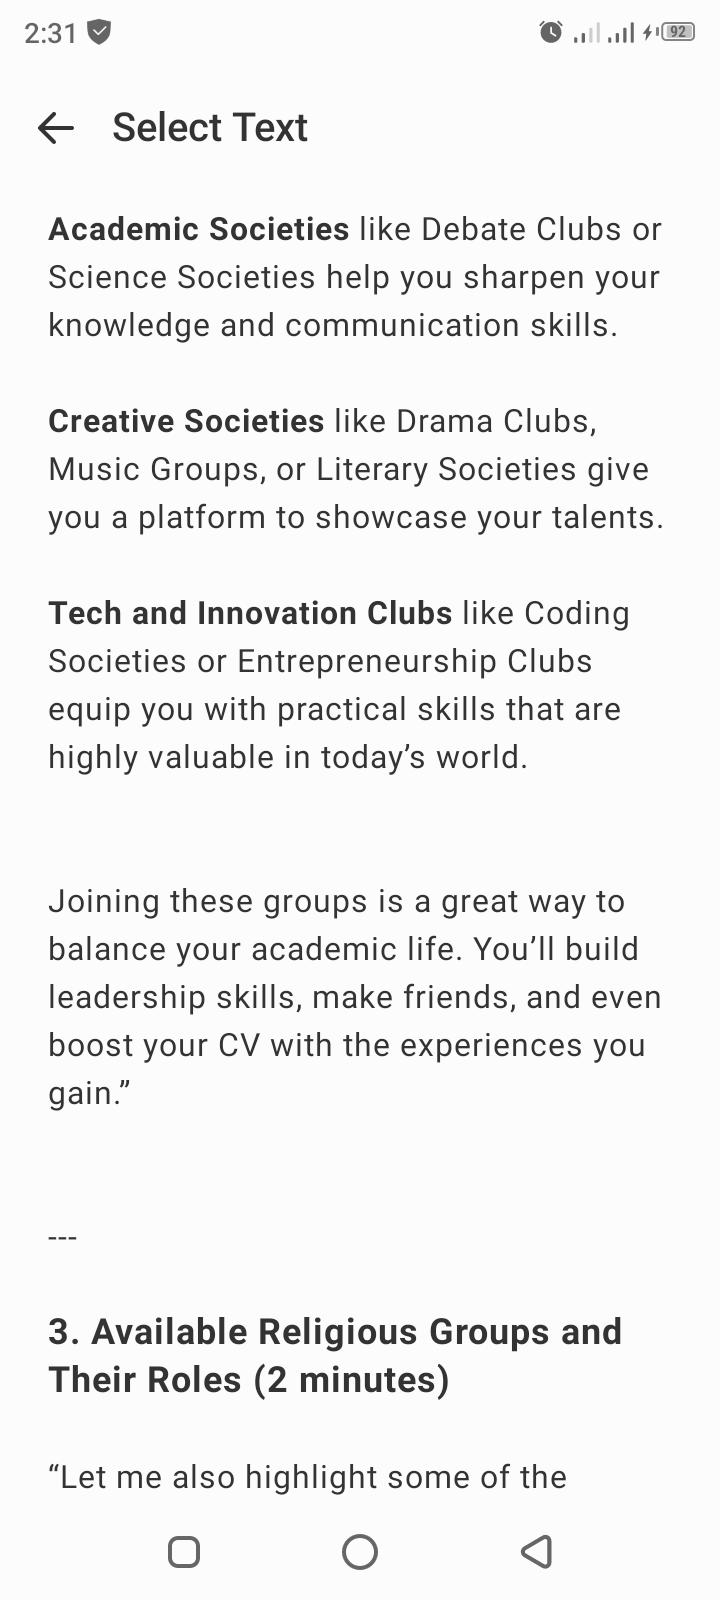 2:31
92
Select Text
Academic Societies like Debate Clubs or
Science Societies help you sharpen your
knowledge and communication skills.
Creative Societies like Drama Clubs,
Music Groups, or Literary Societies give
you a platform to showcase your talents.
Tech and Innovation Clubs like Coding
Societies or Entrepreneurship Clubs
equip you with practical skills that are
highly valuable in today’s world.
Joining these groups is a great way to
balance your academic life. You’ll build
leadership skills, make friends, and even
boost your CV with the experiences you
gain.”
---
3. Available Religious Groups and
Their Roles (2 minutes)
“Let me also highlight some of the